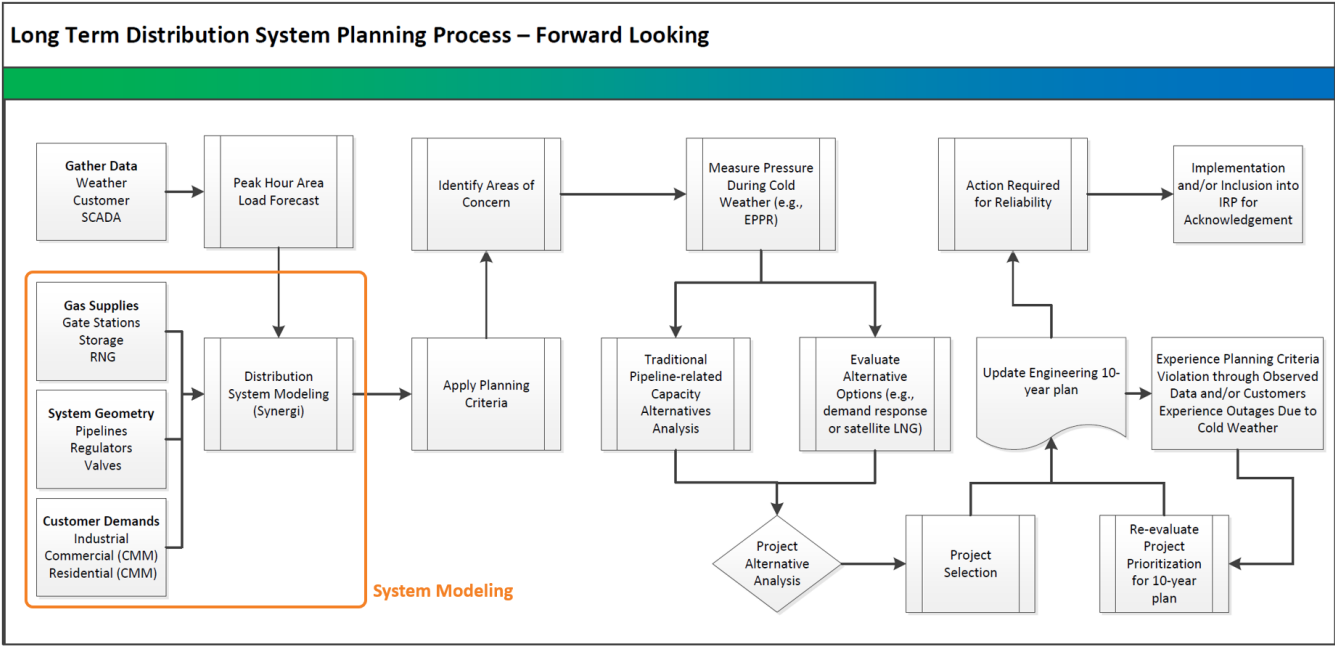 Long Term Distribution System Planning Process – Forward Looking
Gather Data
Weather
Customer
SCADA
Peak Hour Area
Load Forecast
Identify Areas of
Concern
Measure Pressure
During Cold
Weather (e.g.,
EPPR)
Action Required
for Reliability
Implementation
and/or Inclusion into
IRP for
Acknowledgement
Gas Supplies
Gate Stations
Storage
RNG
System Geometry
Pipelines
Regulators
Valves
Customer Demands
Industrial
Commercial (CMM)
Residential (CMM)
Distribution
System Modeling
(Synergi)
System Modeling
Apply Planning
Criteria
Traditional
Pipeline-related
Capacity
Alternatives
Analysis
Evaluate
Alternative
Options (e.g.,
demand response
or satellite LNG)
Project
Alternative
Analysis
Project
Selection
Update Engineering 10-
year plan
Experience Planning Criteria
Violation through Observed
Data and/or Customers
Experience Outages Due to
Cold Weather
Re-evaluate
Project
Prioritization
for 10-year
plan